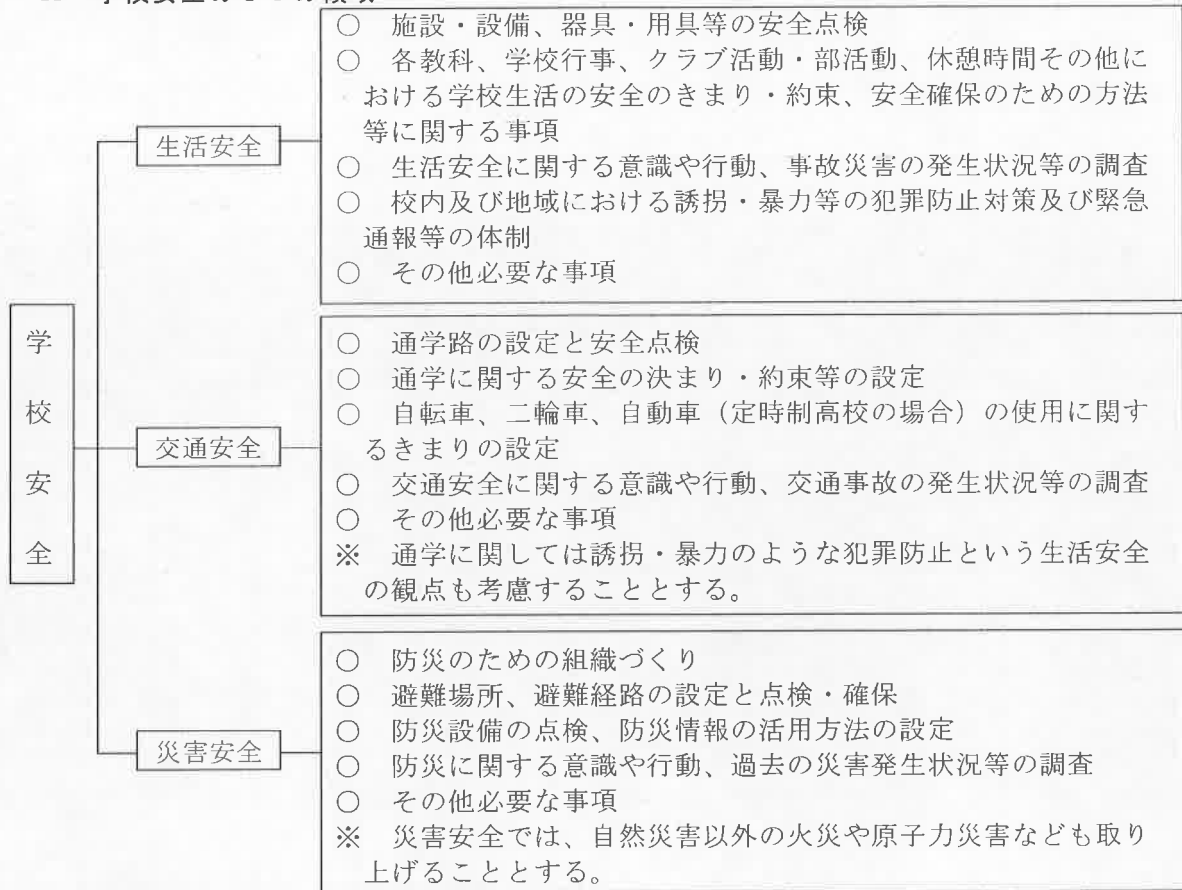 ○ 施設・設備、器具・用具等の安全点検
○ 各教科、学校行事、クラブ活動・部活動、休憩時間その他に
おける学校生活の安全のきまり・約束、安全確保のための方法
等に関する事項
生活安全
○ 生活安全に関する意識や行動、事故災害の発生状況等の調査
○ 校内及び地域における誘拐・暴力等の犯罪防止対策及び緊急
通報等の体制
○ その他必要な事項
学校安全
○ 通学路の設定と安全点検
○ 通学に関する安全の決まり・約束等の設定
○ 自転車、二輪車、自動車（定時制高校の場合）の使用に関す
るきまりの設定
交通安全
○ 交通安全に関する意識や行動、交通事故の発生状況等の調査
○ その他必要な事項
※ 通学に関しては誘拐・暴力のような犯罪防止という生活安全
の観点も考慮することとする。
○ 防災のための組織づくり
○ 避難場所、避難経路の設定と点検・確保
○ 防災設備の点検、防災情報の活用方法の設定
災害安全
○ 防災に関する意識や行動、過去の災害発生状況等の調査
○ その他必要な事項
※ 災害安全では、自然災害以外の火災や原子力災害なども取り
上げることとする。